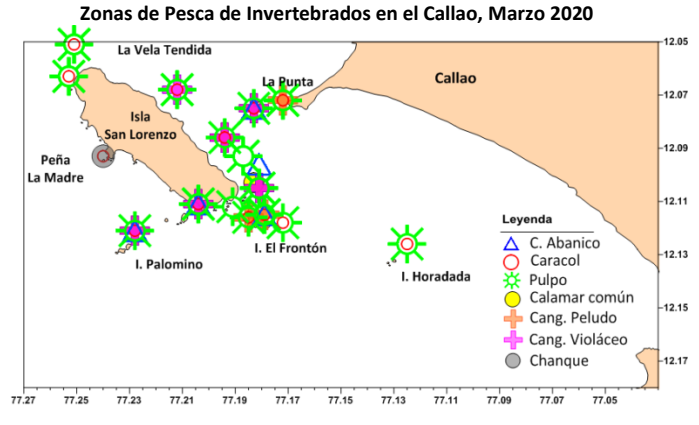 Zonas de Pesca de Invertebrados en el Callao, Marzo 2020
La Vela Tendida
La Punta
Callao
Isla
San Lorenzo
Peña
La Madre
I. Palomino
I. El Frontón
I. Horadada
Leyenda
C. Abanico
Caracol
Pulpo
Calamar común
Cang. Peludo
Cang. Violáceo
Chanque
12.05
12.07
12.09
12.11
12.13
12.15
12.17
77.27 77.25 77.23 77.21 77.19 77.17 77.15 77.13 77.11 77.09 77.07 77.05